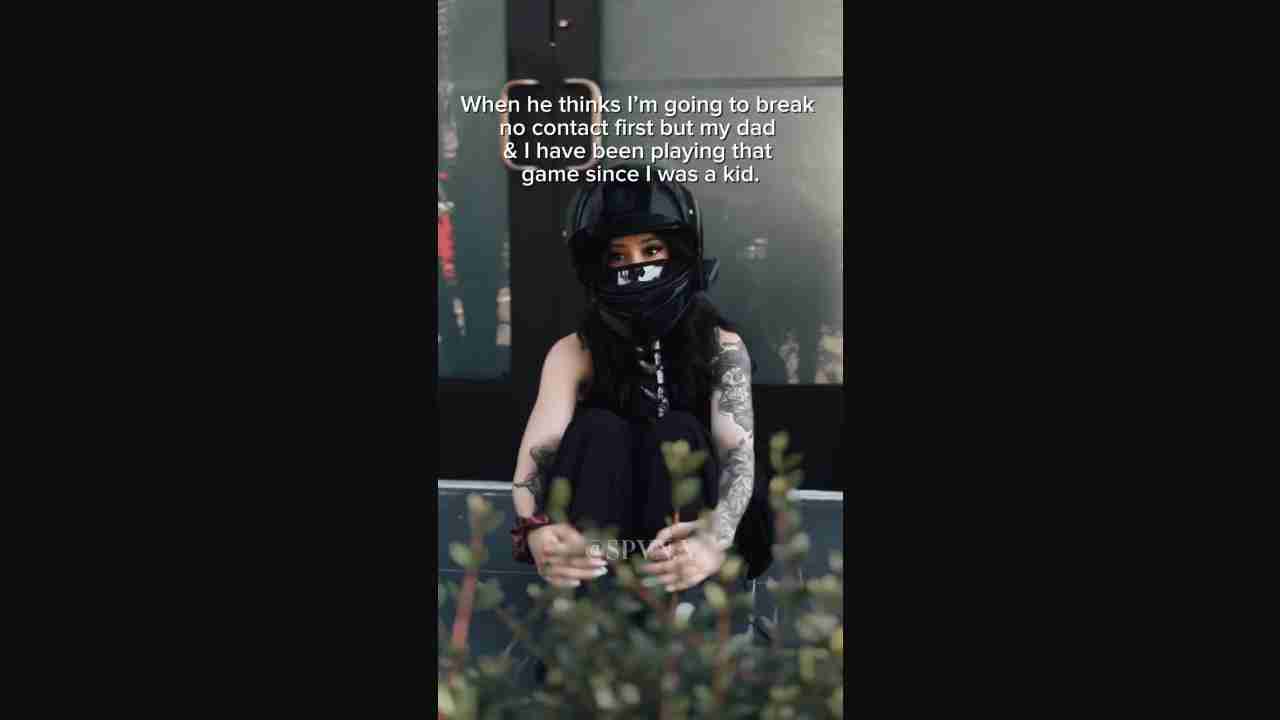 When he thinks I’m going to break
no contact first but my dad
& I have been playing that
game since I was a kid.